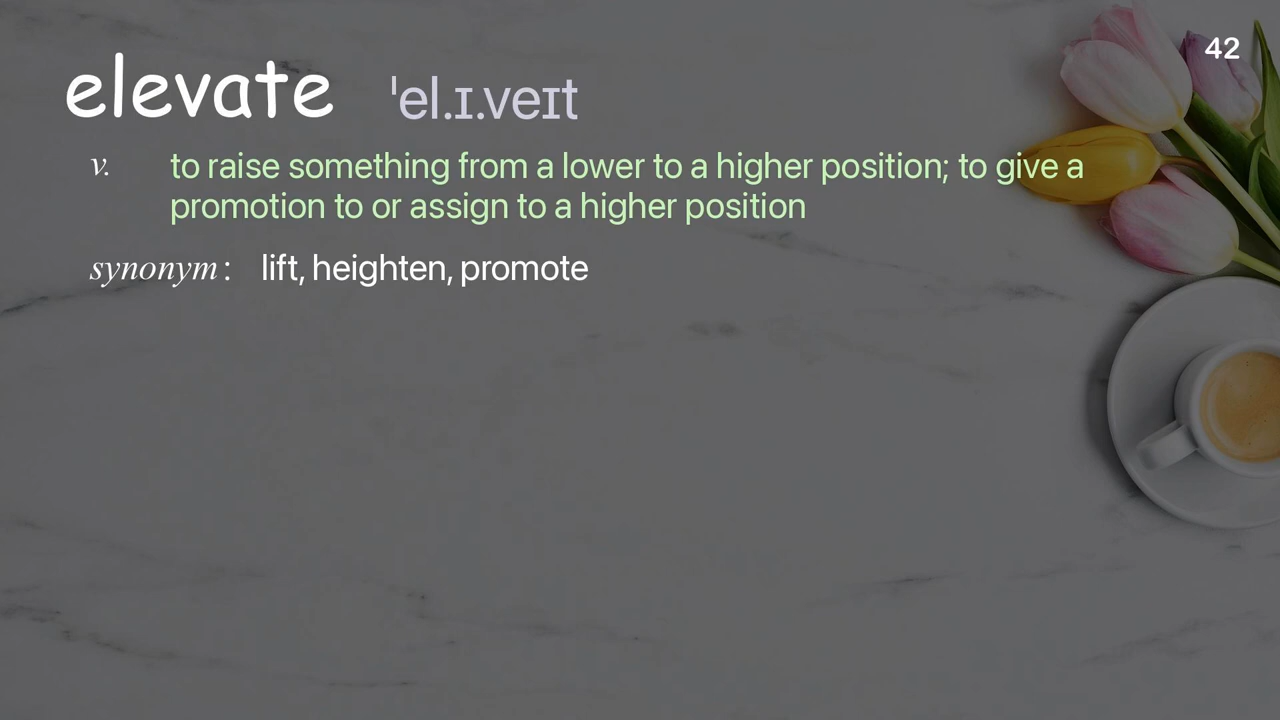 42
elevate ˈel.ɪ.veɪt
v. to raise something from a lower to a higher position; to give a
promotion to or assign to a higher position
synonym: lift, heighten, promote